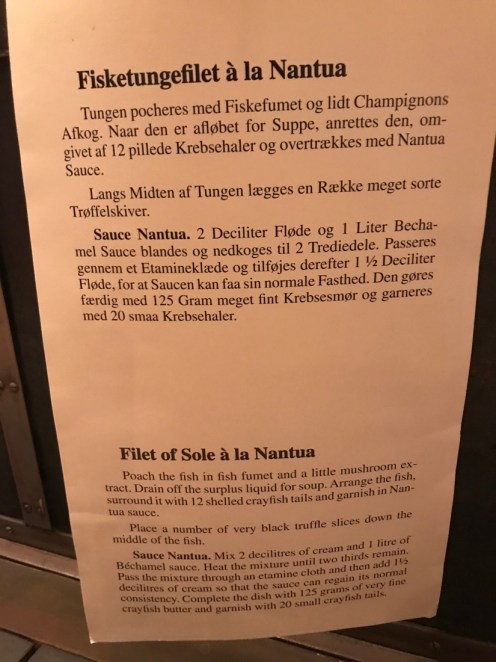 Fisketungefilet à la Nantua
Tungen pocheres med Fiskefumet og lidt Champignons
Afkog. Naar den er afløbet for Suppe, anrettes den, om-
givet af 12 pillede Krebsehaler og overtrækkes med Nantua
Sauce.
Langs Midten af Tungen lægges en Række meget sorte
Trøffelskiver.
Sauce Nantua. 2 Deciliter Fløde og 1 Liter Becha-
mel Sauce blandes og nedkoges til 2 Trediedele. Passeres
gennem et Etamineklæde og tilføjes derefter 1 ½ Deciliter
Fløde, for at Saucen kan faa sin normale Fasthed. Den gøres
færdig med 125 Gram meget fint Krebsesmør og garneres
med 20 smaa Krebsehaler.
Filet of Sole à la Nantua
Poach the fish in fish fumet and a little mushroom ex-
tract. Drain off the surplus liquid for soup. Arrange the fish,
surround it with 12 shelled crayfish tails and garnish in Nan-
tua sauce.
Place a number of very black truffle slices down the
middle of the fish.
Sauce Nantua. Mix 2 decilitres of cream and 1 litre of
Béchamel sauce. Heat the mixture until two thirds remain.
Pass the mixture through an etamine cloth and then add 1½
decilitres of cream so that the sauce can regain its normal
consistency. Complete the dish with 125 grams of very fine
crayfish butter and garnish with 20 small crayfish tails.